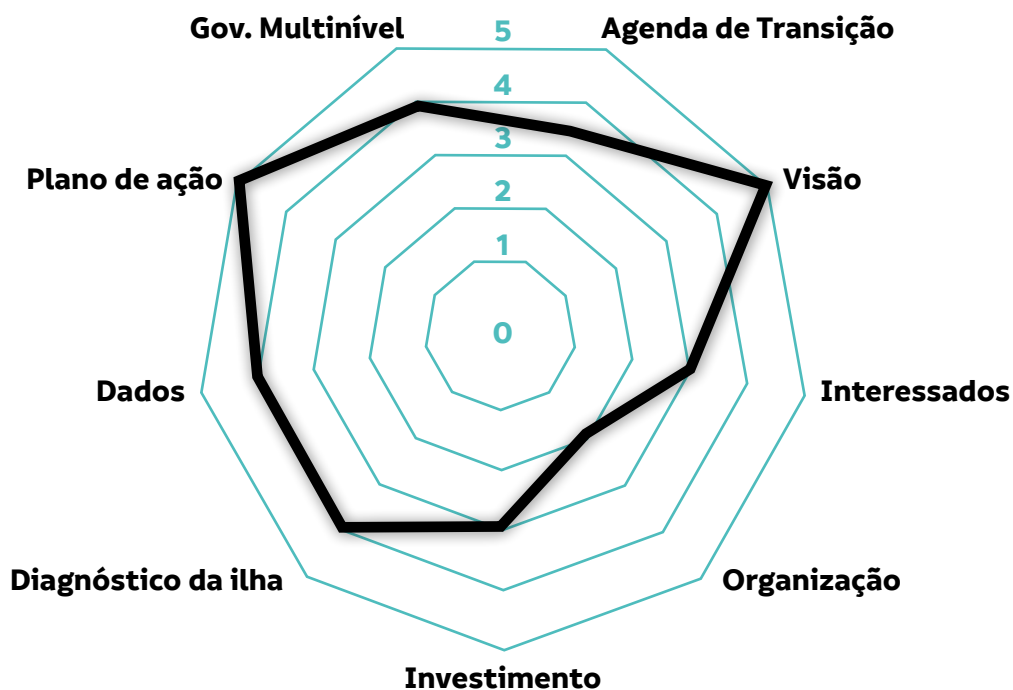 Gov. Multinível
5
Agenda de Transição
4
3
Plano de ação
Visão
2
1
0
Dados
Interessados
Diagnóstico da ilha
Organização
Investimento